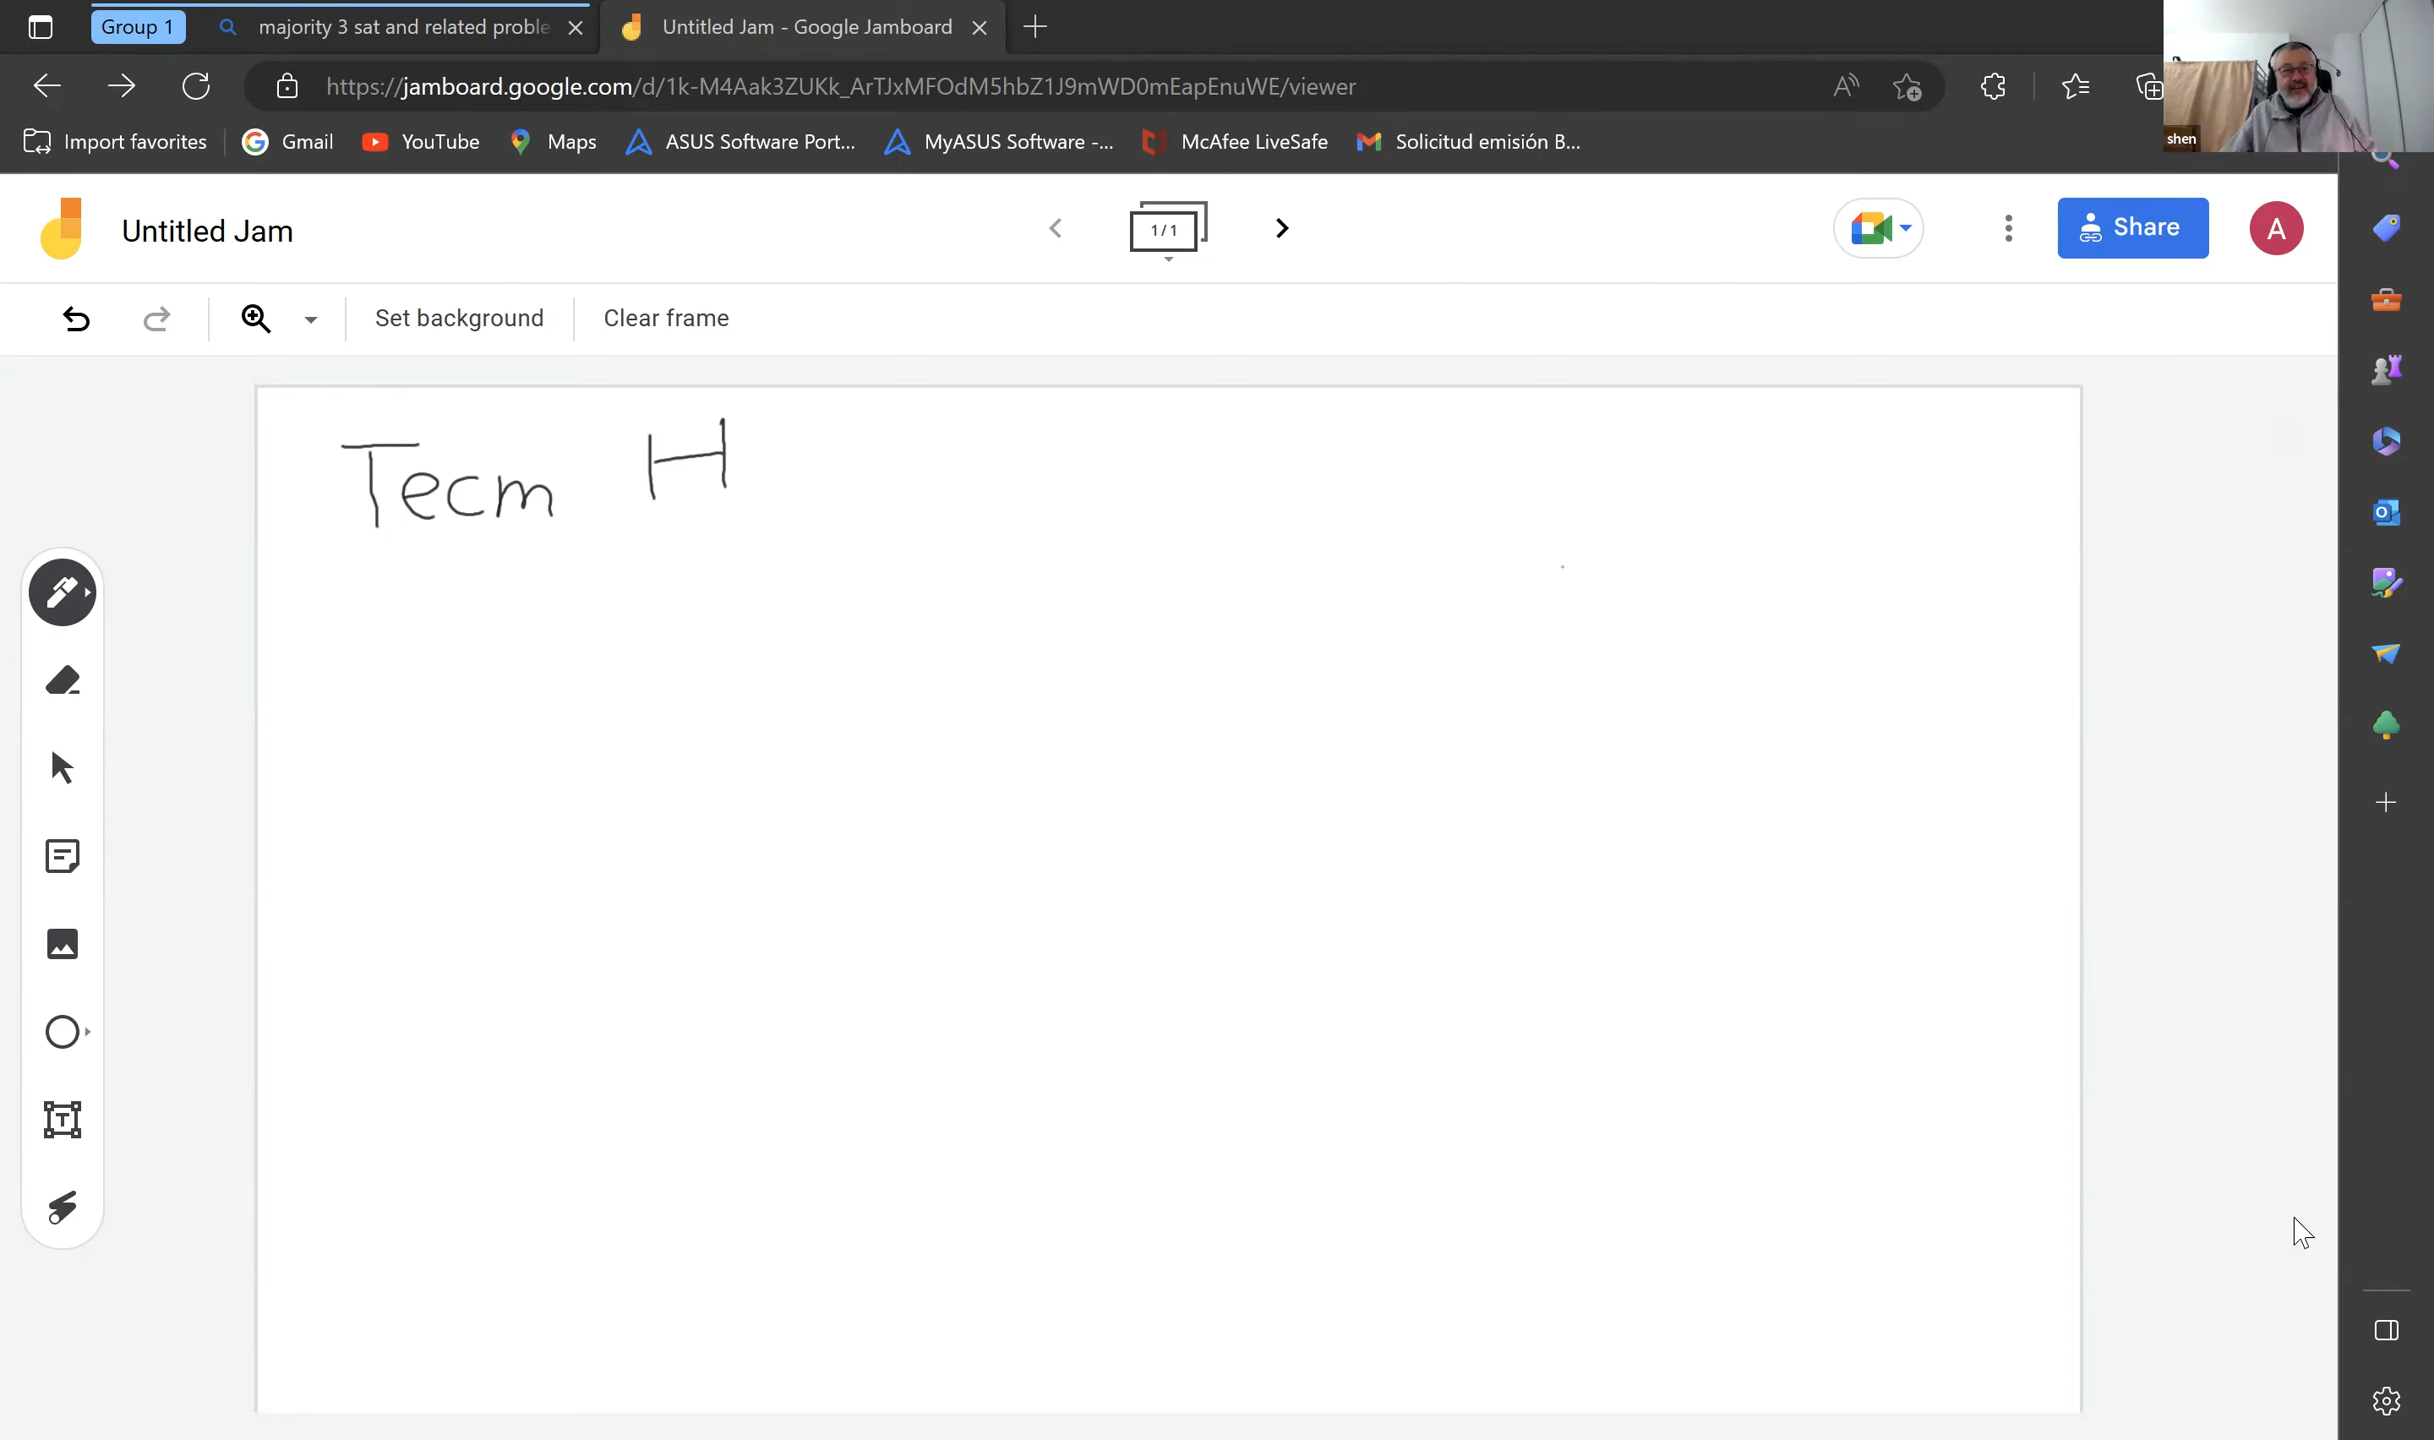 Group 1 majority 3 sat and related proble Untitled Jam - Google Jamboard
https://jamboard.google.com/d/1k-M4Aak3ZUKk_ArTJxMFOdM5hbZ1J9mWD0mEapEnuWE/viewer
Import favorites Gmail YouTube Maps ASUS Software Port... MyASUS Software -... McAfee LiveSafe Solicitud emisión B...
shen
Untitled Jam 1 / 1 Share A
Set background Clear frame
Tecm H